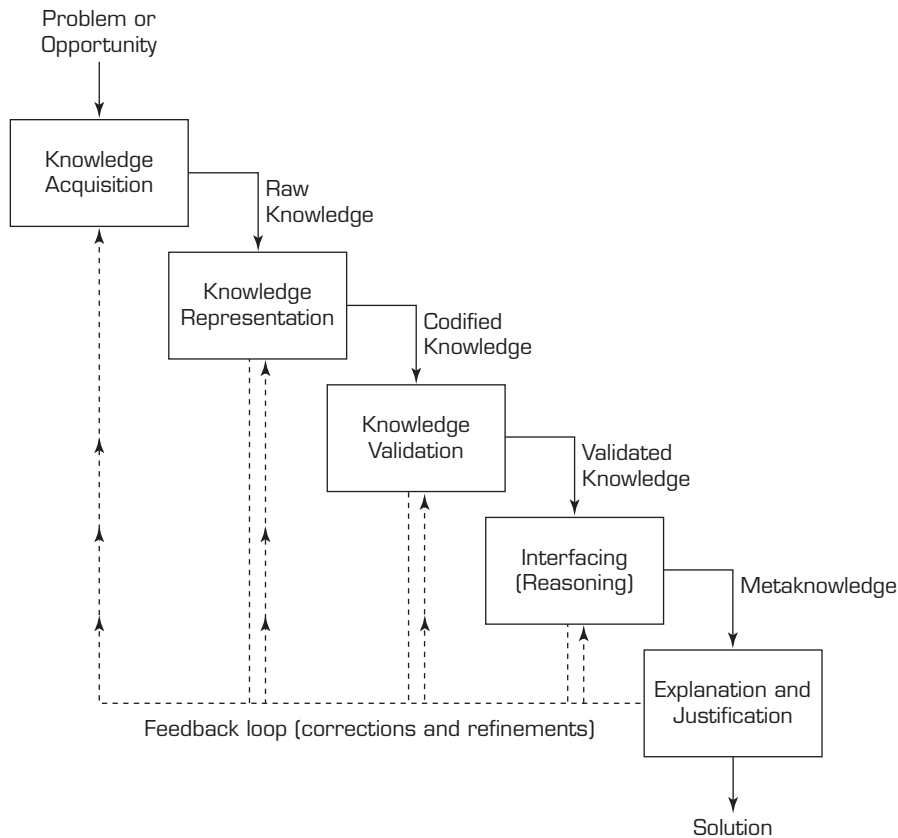 Problem or
Opportunity
Knowledge
Acquisition
Raw
Knowledge
Knowledge
Representation
Codified
Knowledge
Knowledge
Validation
Validated
Knowledge
Interfacing
(Reasoning)
Metaknowledge
Explanation and
Justification
Feedback loop (corrections and refinements)
Solution